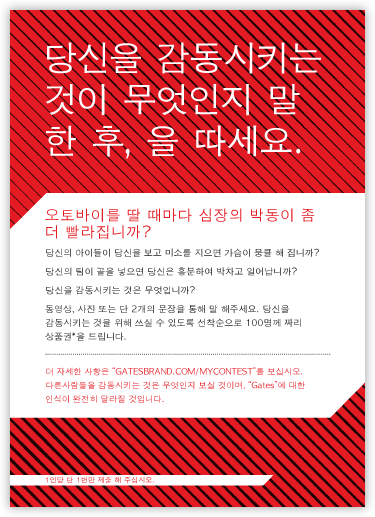 당신을 감동시키는
것이 무엇인지 말
한 후, 을 따세요.
오토바이를 딸 때마다 심장의 박동이 좀
더 빨라집니까?
당신의 아이들이 당신을 보고 미소를 지으면 가슴이 뭉클 해 집니까?
당신의 팀이 골을 넣으면 당신은 흥분하여 박차고 일어납니까?
당신을 감동시키는 것은 무엇입니까?
동영상, 사진 또는 단 2개의 문장을 통해 말 해주세요. 당신을
감동시키는 것을 위해 쓰실 수 있도록 선착순으로 100명께 짜리
상품권*을 드립니다.
더 자세한 사항은 “GATESBRAND.COM/MYCONTEST”를 보십시오.
다른사람들을 감동시키는 것은 무엇인지 보실 것이며, “Gates”에 대한
인식이 완전히 달라질 것입니다.
1인당 단 1번만 제출 해 주십시오.